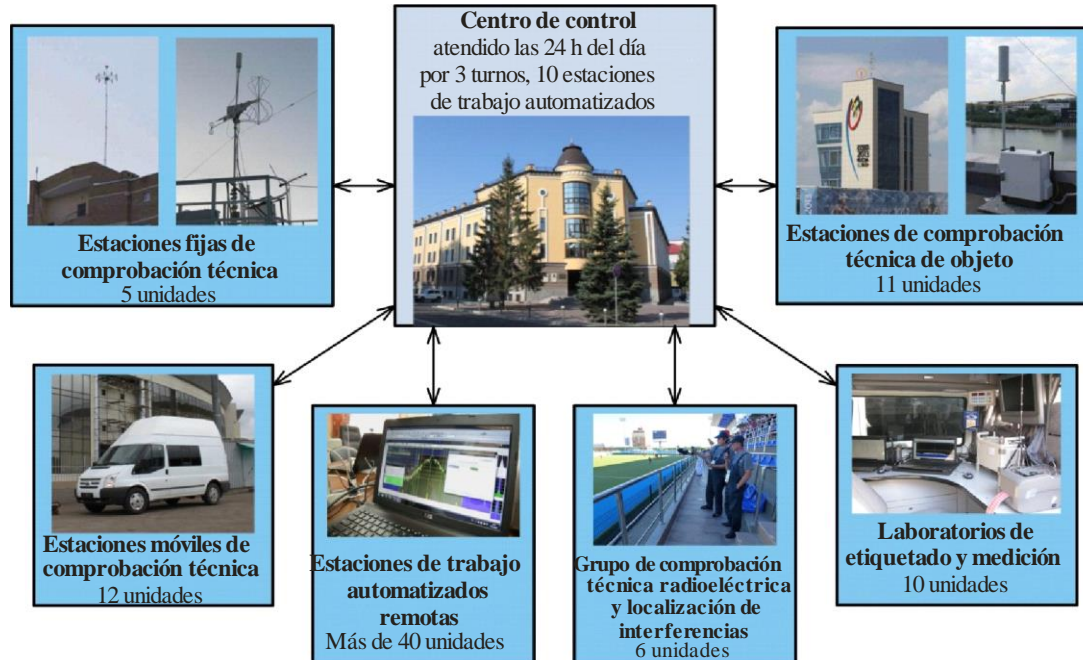 Centro de control
atendido las 24 h del día
por 3 turnos, 10 estaciones
de trabajo automatizados
Estaciones fijas de
comprobación técnica
5 unidades
Estaciones de comprobación
técnica de objeto
11 unidades
Estaciones móviles de
comprobación técnica
12 unidades
Estaciones de trabajo
automatizados
remotas
Más de 40 unidades
Grupo de comprobación
técnica radioeléctrica
y localización de
interferencias
6 unidades
Laboratorios de
etiquetado y medición
10 unidades